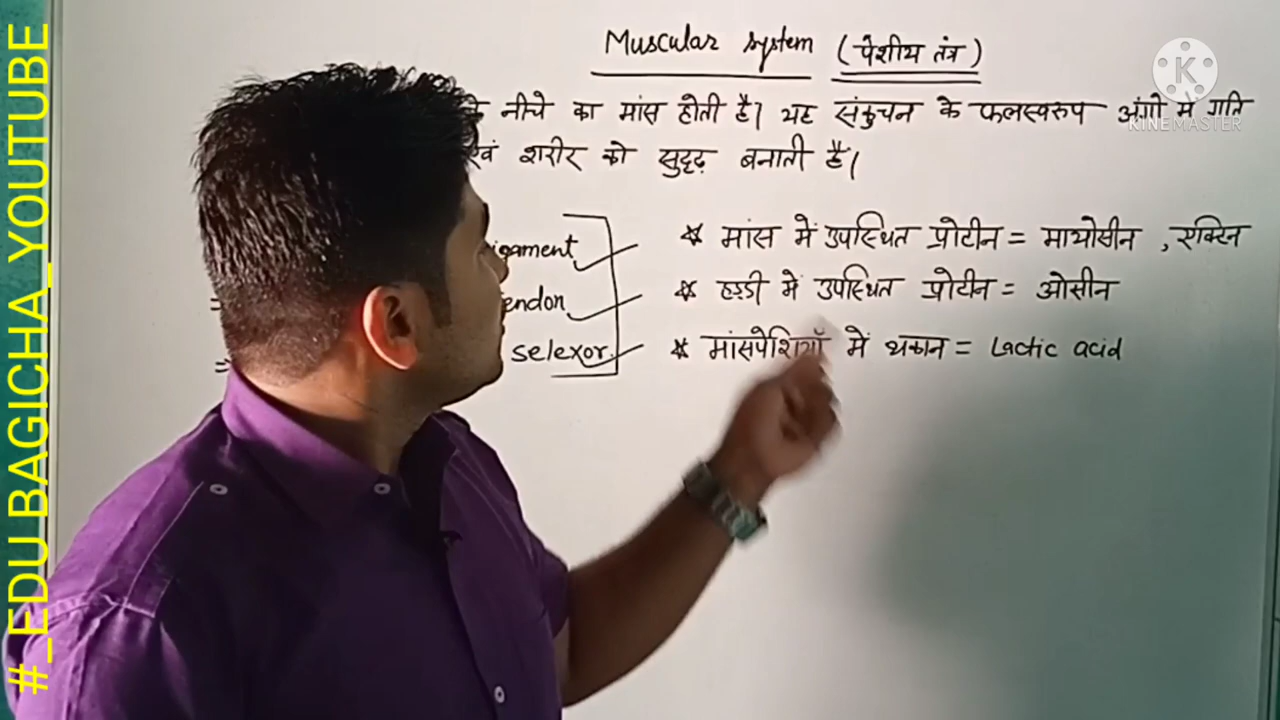 #_EDU BAGICHA_YOUTUBE
Muscular system (पेशीय तंत्र)
K
KINEMASTER
नीचे का मांस होती है। यह संकुचन के फलस्वरुप अंगो में गति
एवं शरीर को सुदृढ़ बनाती है।
igament
* मांस में उपस्थित प्रोटीन = मायोसीन, एक्टिन
= endon
* हड्डी में उपस्थित प्रोटीन = ओसीन
= selexor
* मांसपेशियाँ में थकान = Lactic acid